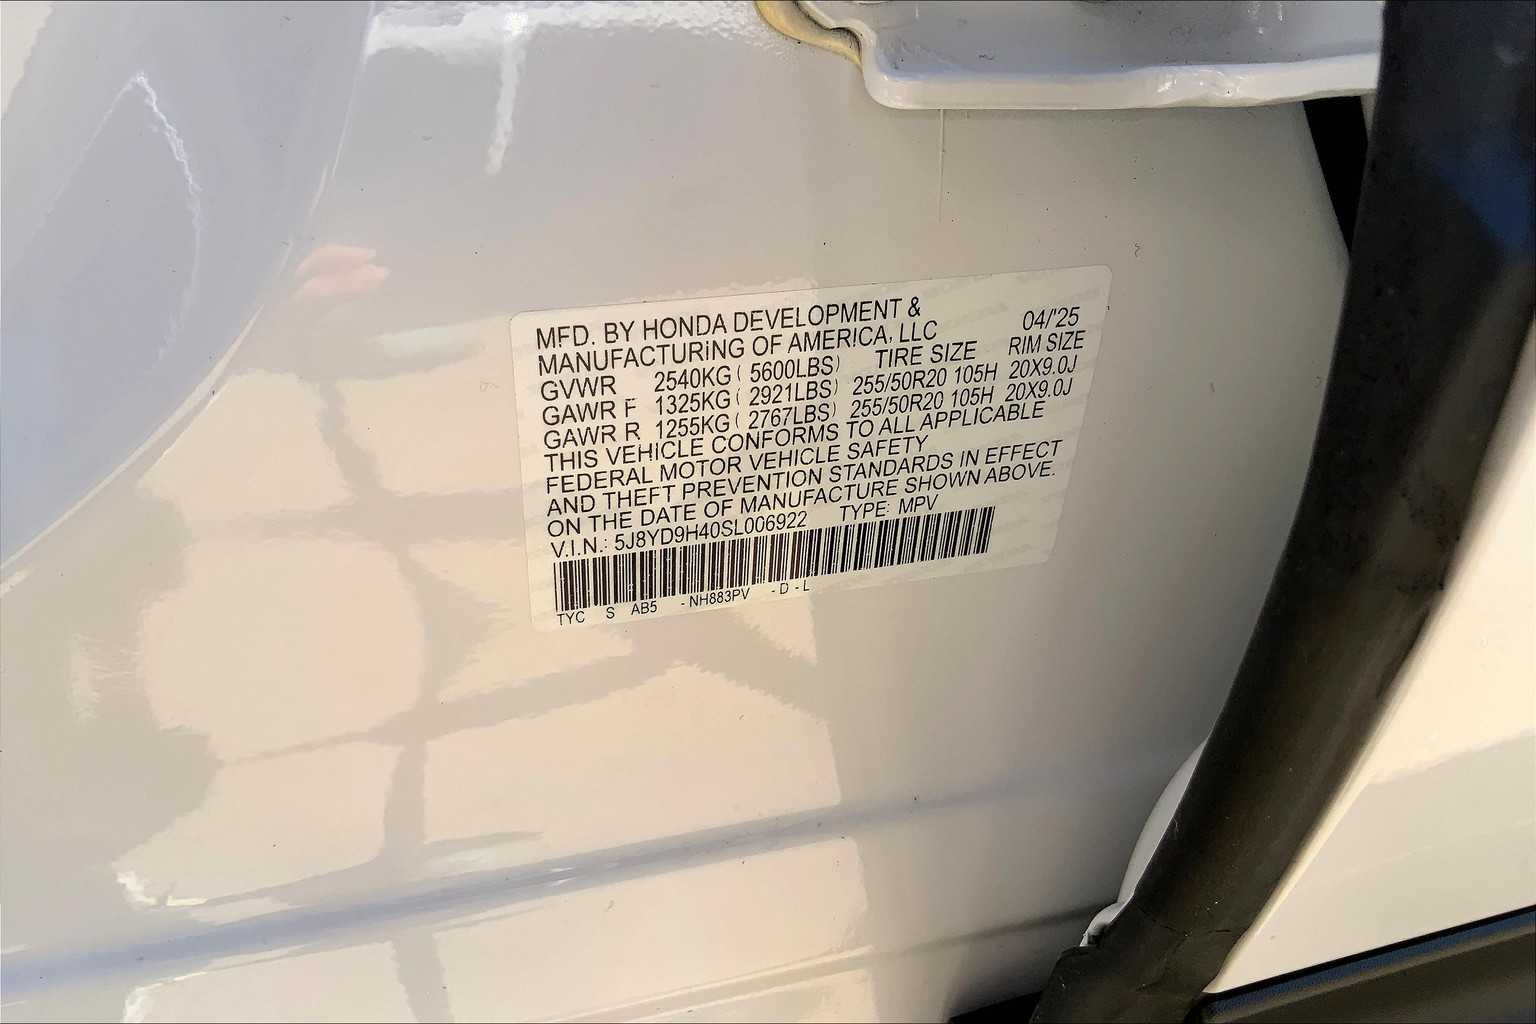 MFD. BY HONDA DEVELOPMENT &
MANUFACTURING OF AMERICA, LLC 04/'25
GVWR 2540KG ( 5600LBS) TIRE SIZE RIM SIZE
GAWR F 1325KG ( 2921LBS) 255/50R20 105H 20X9.0J
GAWR R 1255KG ( 2767LBS) 255/50R20 105H 20X9.0J
THIS VEHICLE CONFORMS TO ALL APPLICABLE
FEDERAL MOTOR VEHICLE SAFETY
AND THEFT PREVENTION STANDARDS IN EFFECT
ON THE DATE OF MANUFACTURE SHOWN ABOVE.
V.I.N.: 5J8YD9H40SL006922 TYPE: MPV
TYC S AB5 - NH883PV - D - L